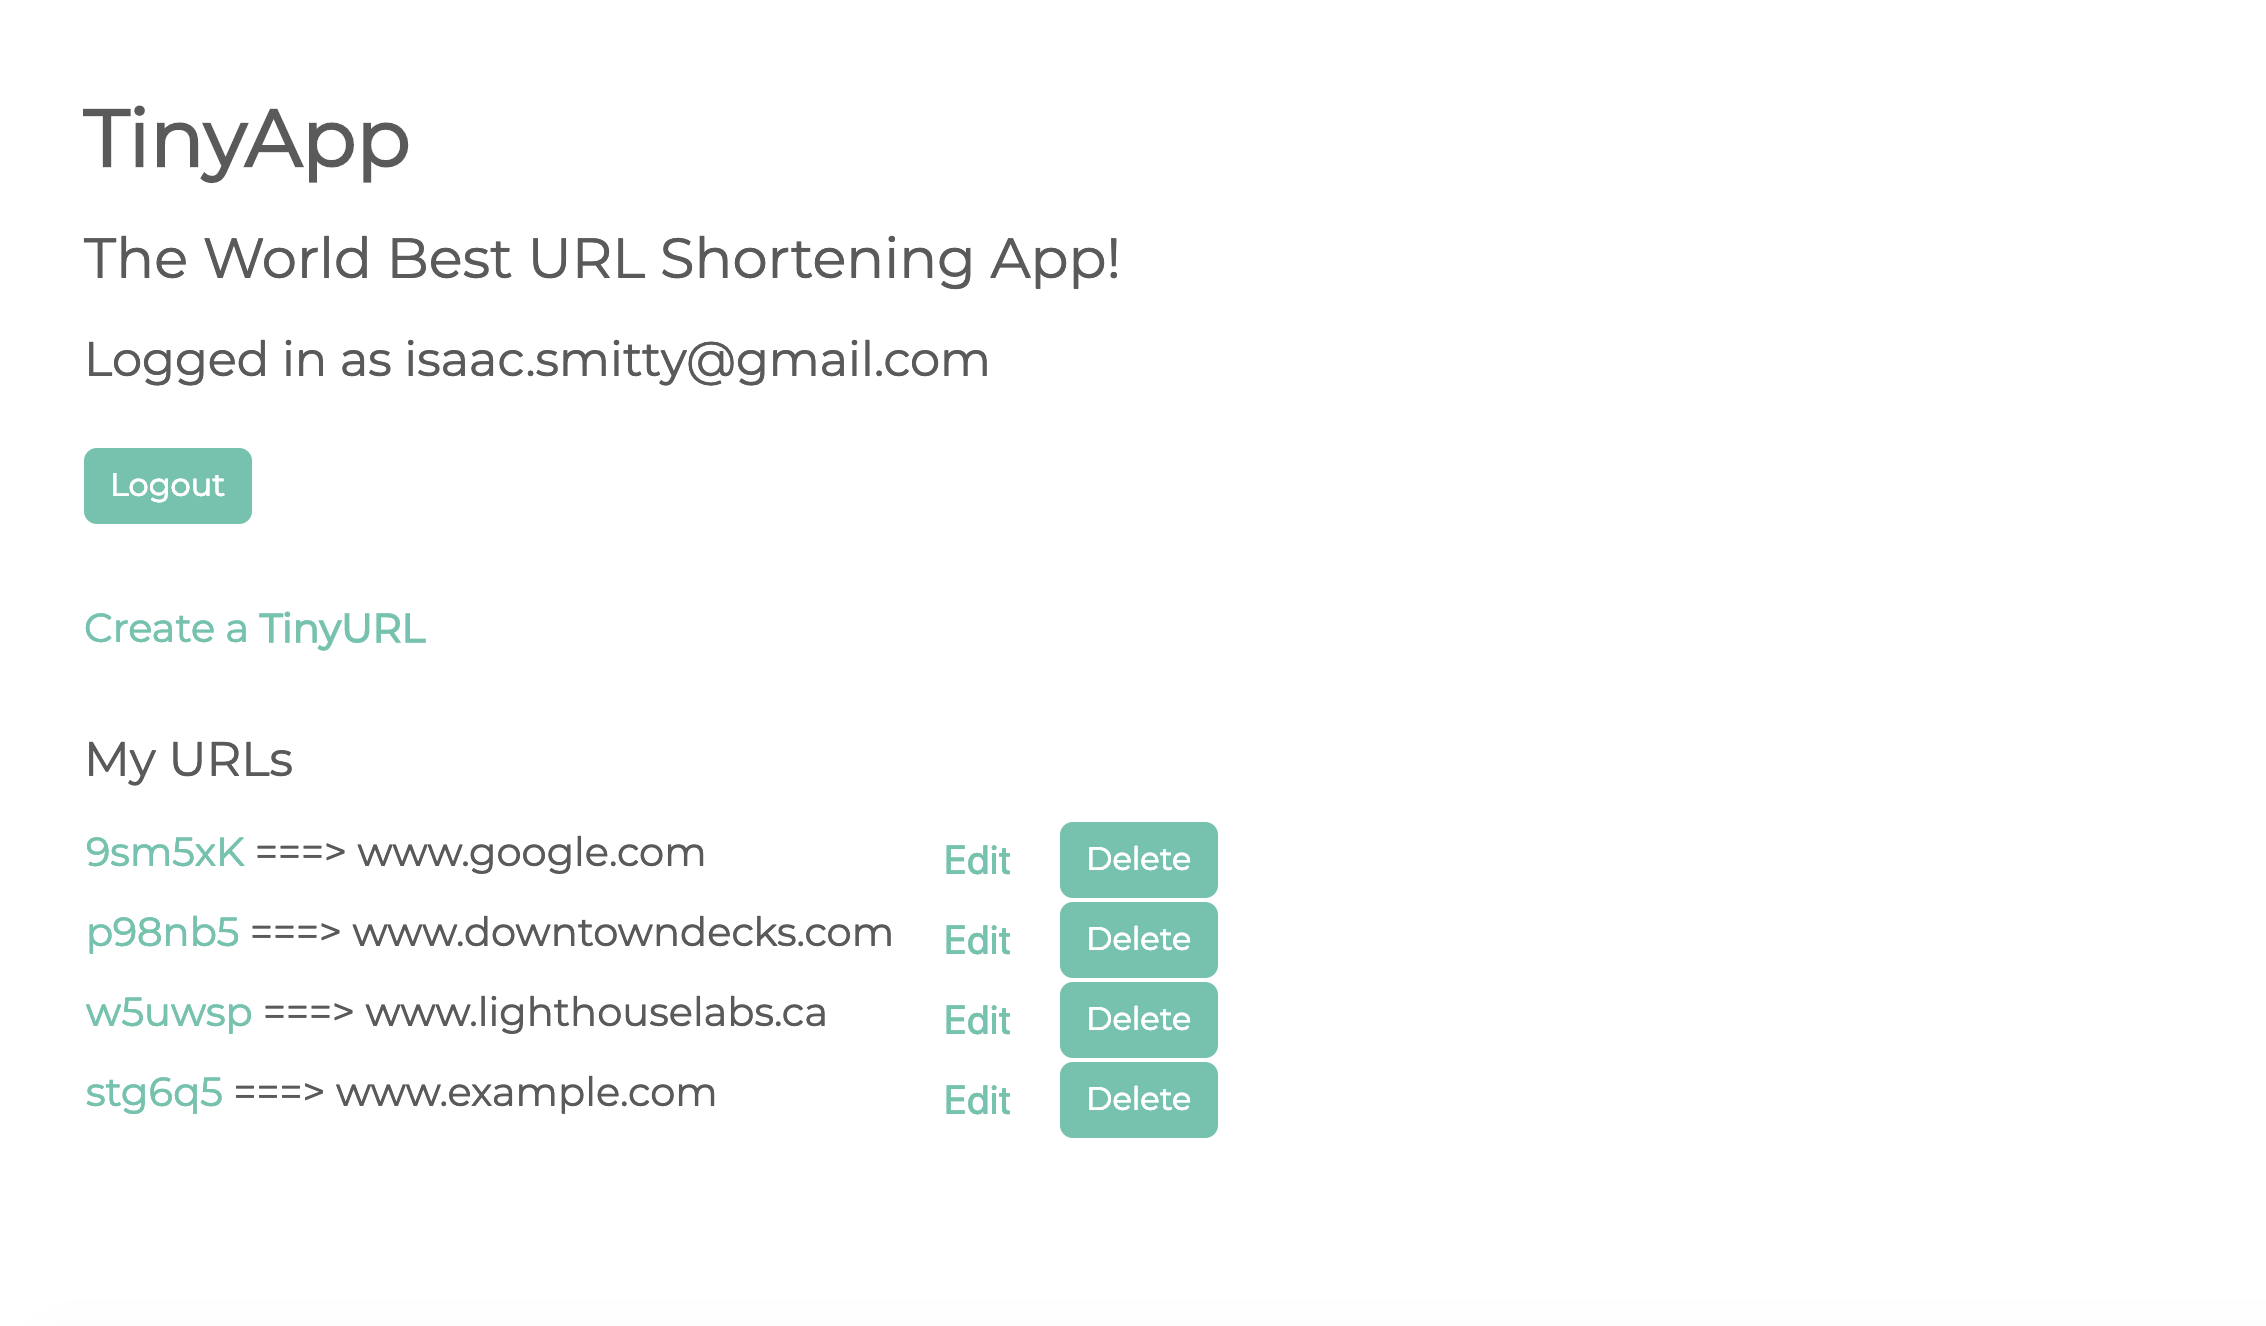 TinyApp
The World Best URL Shortening App!
Logged in as isaac.smitty@gmail.com
Logout
Create a TinyURL
My URLs
9sm5xK ===> www.google.com Edit Delete
p98nb5 ===> www.downtowndecks.com Edit Delete
w5uwsp ===> www.lighthouselabs.ca Edit Delete
stg6q5 ===> www.example.com Edit Delete